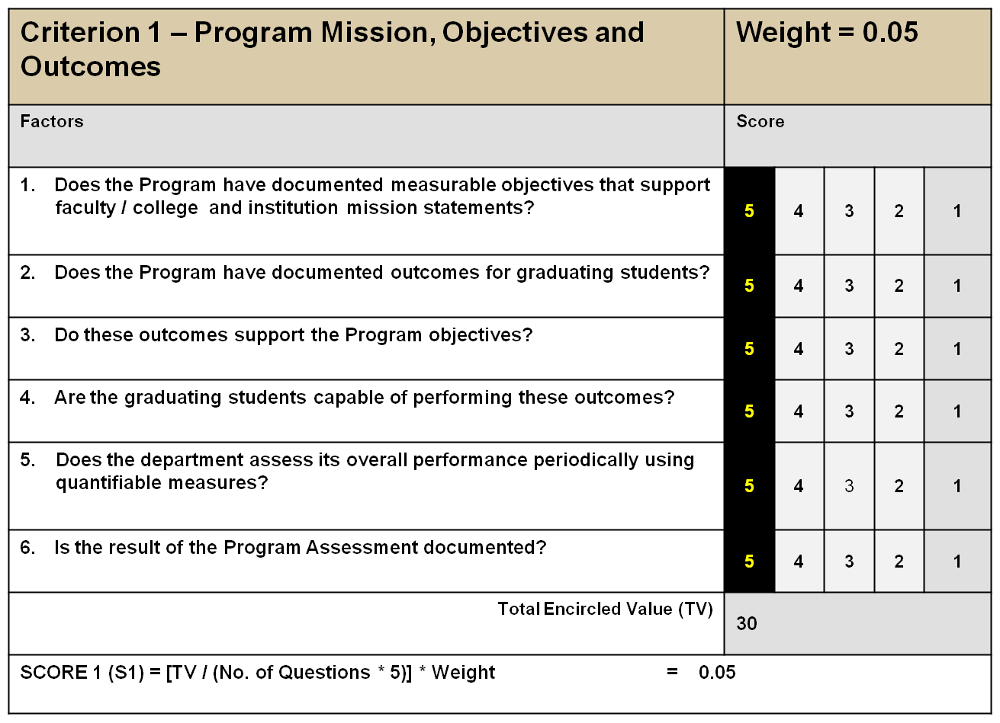 Criterion 1 – Program Mission, Objectives and Outcomes
Weight = 0.05
Factors
Score
1. Does the Program have documented measurable objectives that support
faculty / college and institution mission statements?
5 4 3 2 1
2. Does the Program have documented outcomes for graduating students?
5 4 3 2 1
3. Do these outcomes support the Program objectives?
5 4 3 2 1
4. Are the graduating students capable of performing these outcomes?
5 4 3 2 1
5. Does the department assess its overall performance periodically using
quantifiable measures?
5 4 3 2 1
6. Is the result of the Program Assessment documented?
5 4 3 2 1
Total Encircled Value (TV)
30
SCORE 1 (S1) = [TV / (No. of Questions * 5)] * Weight = 0.05